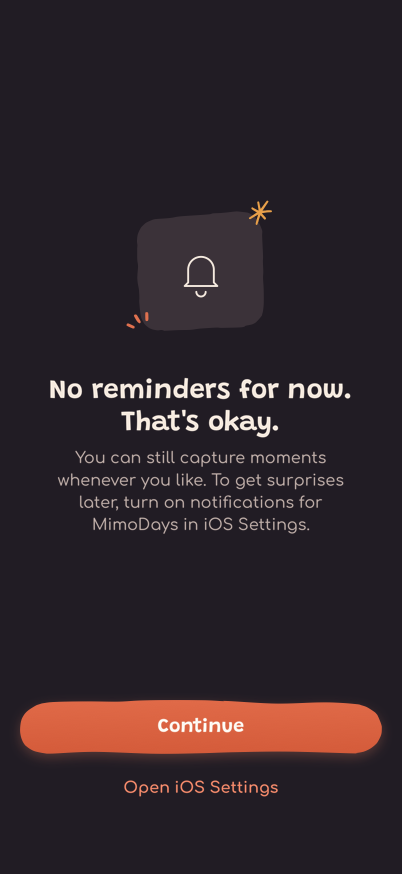 No reminders for now.
That's okay.
You can still capture moments
whenever you like. To get surprises
later, turn on notifications for
MimoDays in iOS Settings.
Continue
Open iOS Settings